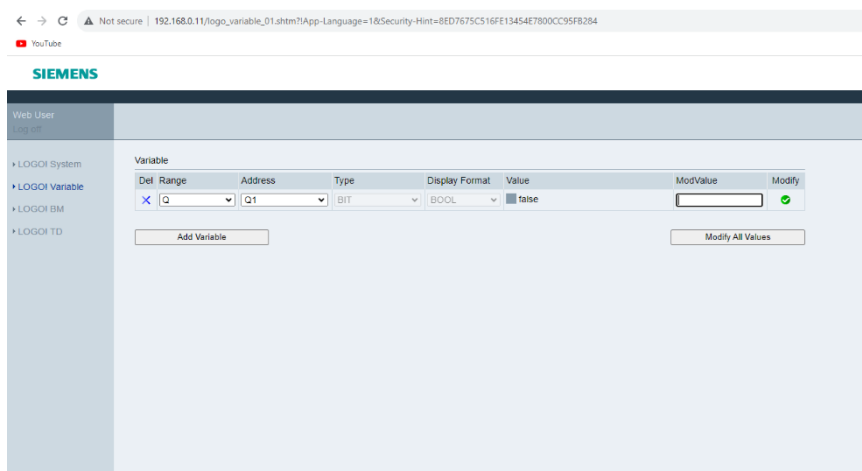 Not secure | 192.168.0.11/logo_variable_01.shtm?!App-Language=1&Security-Hint=8ED7675C516FE13454E7800CC95FB284
YouTube
SIEMENS
Web User
Log off
LOGO! System
LOGO! Variable
LOGO! BM
LOGO! TD
Variable
Del Range Address Type Display Format Value ModValue Modify
Q Q1 BIT BOOL false
Add Variable Modify All Values